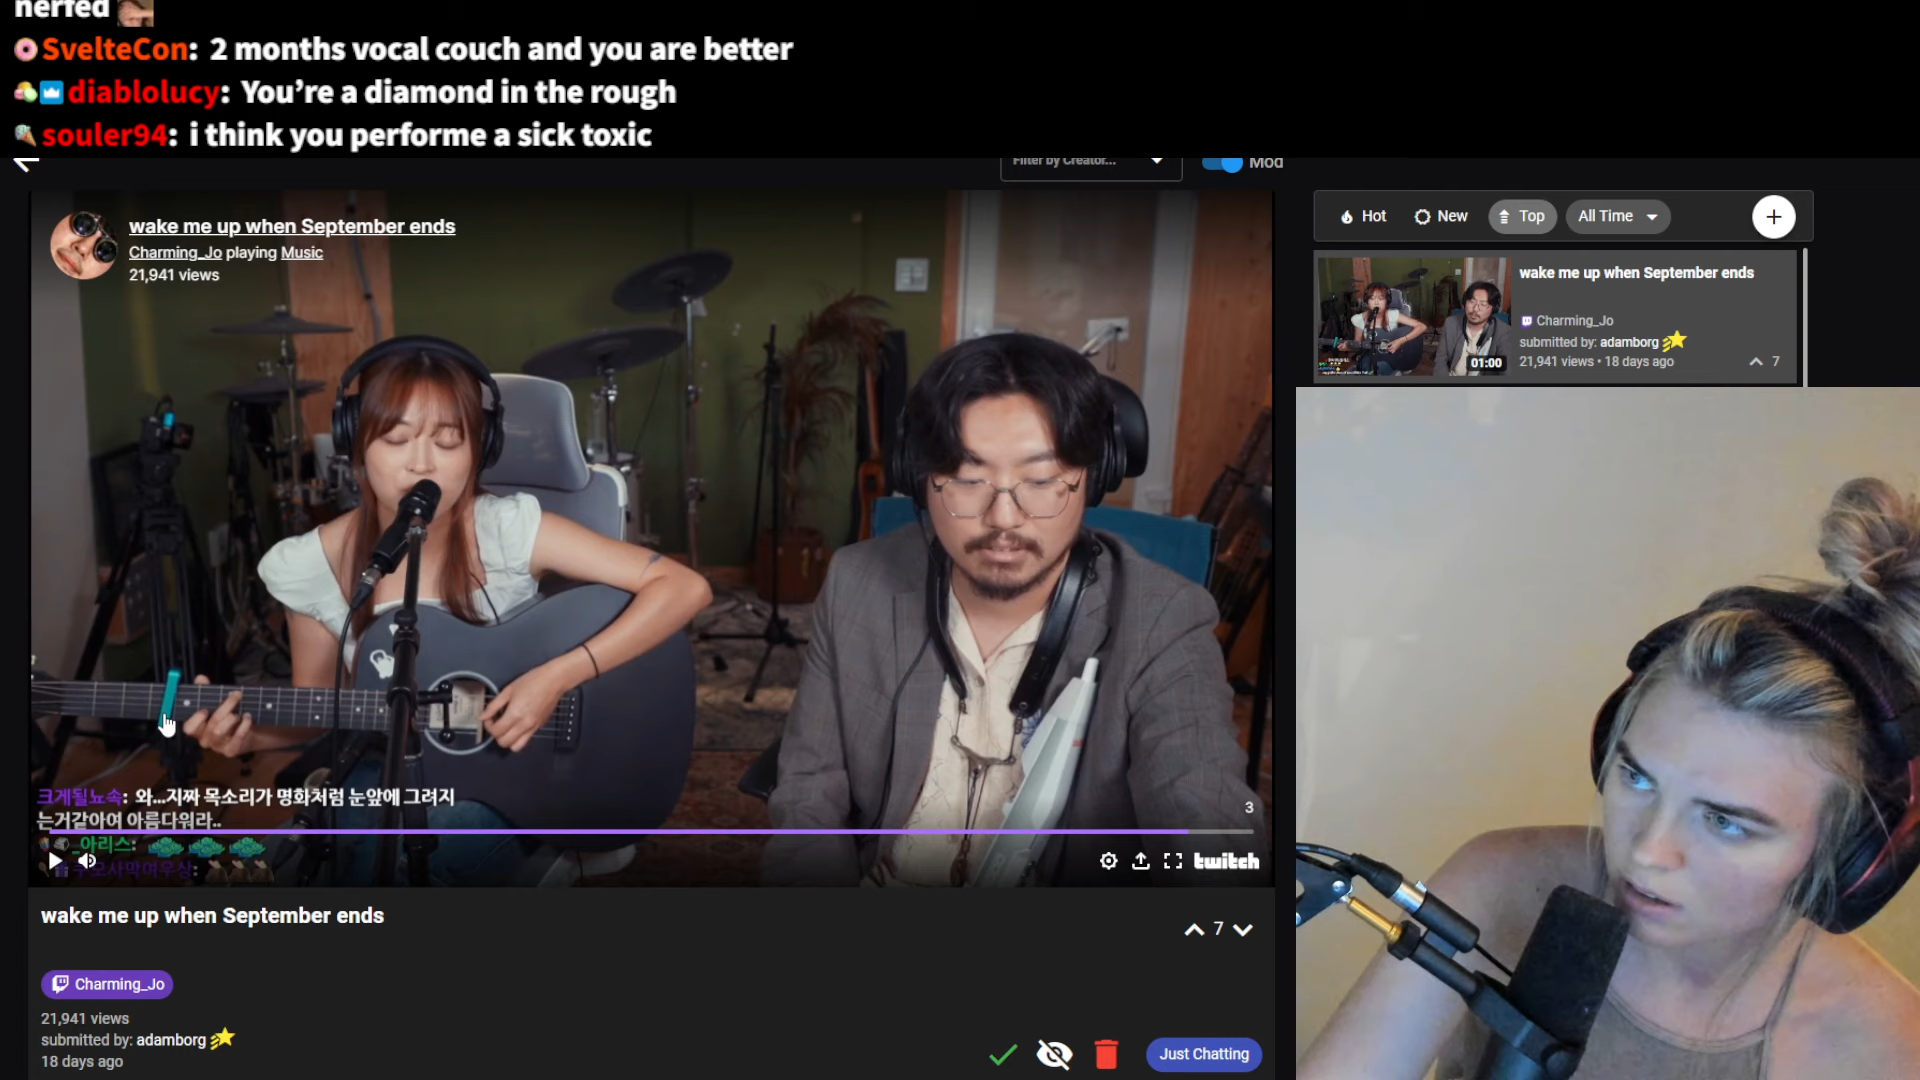 nerfed
SvelteCon: 2 months vocal couch and you are better
diablolucy: You’re a diamond in the rough
souler94: i think you performe a sick toxic
Filter by Creator...
Mod
wake me up when September ends
Charming_Jo playing Music
21,941 views
Hot
New
Top
All Time
wake me up when September ends
Charming_Jo
submitted by: adamborg
21,941 views • 18 days ago
7
01:00
크게될뇨속: 와...지짜 목소리가 명화처럼 눈앞에 그려지
는거같아여 아름다워라..
_아리스:
3
twitch
wake me up when September ends
7
Charming_Jo
21,941 views
submitted by: adamborg
18 days ago
Just Chatting